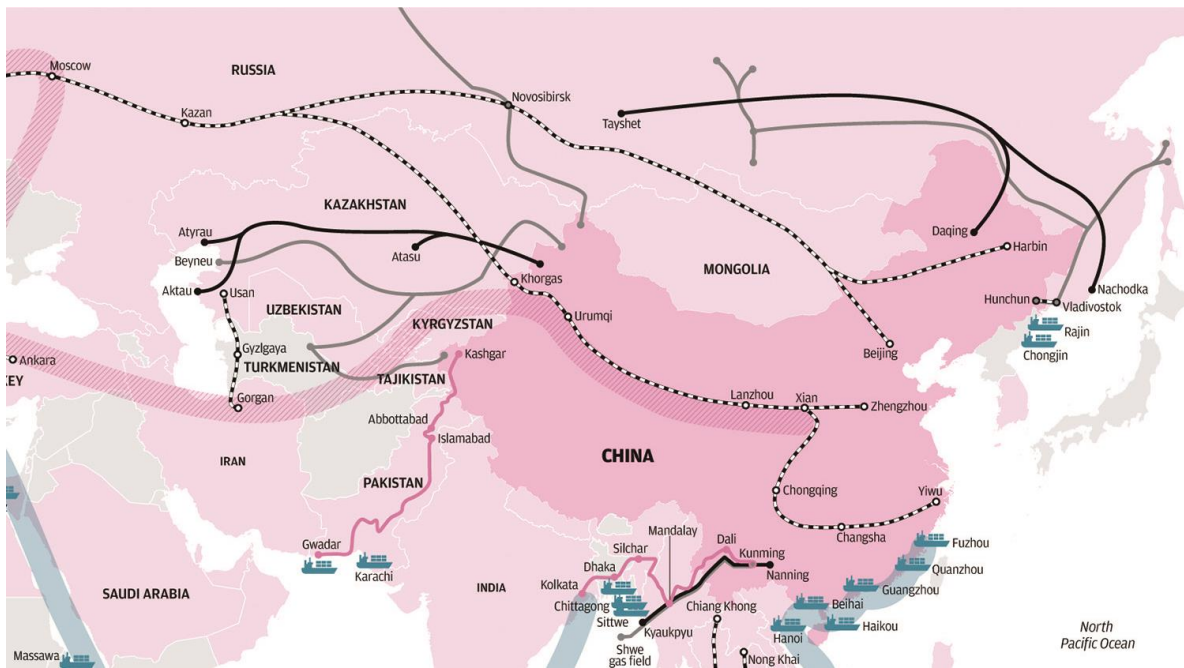 Moscow
RUSSIA
Kazan
Novosibirsk
Tayshet
KAZAKHSTAN
Atyrau
Beyneu
Atasu
Aktau
Usan
Khorgas
MONGOLIA
Daqing
Harbin
Hunchun
Nachodka
Vladivostok
Rajin
Chongjin
UZBEKISTAN
KYRGYZSTAN
Urumqi
Beijing
Ankara
KEY
Gyzlgaya
TURKMENISTAN
Kashgar
TAJIKISTAN
Gorgan
Lanzhou
Xian
Zhengzhou
Abbottabad
Islamabad
IRAN
CHINA
PAKISTAN
Chongqing
Yiwu
Changsha
Gwadar
Karachi
Mandalay
Dali
Kunming
Nanning
Silchar
Dhaka
Kolkata
Chittagong
Sittwe
Kyaukpyu
Shwe
gas field
INDIA
SAUDI ARABIA
Chiang Khong
Nong Khai
Fuzhou
Quanzhou
Guangzhou
Beihai
Haikou
Hanoi
North
Pacific Ocean
Massawa